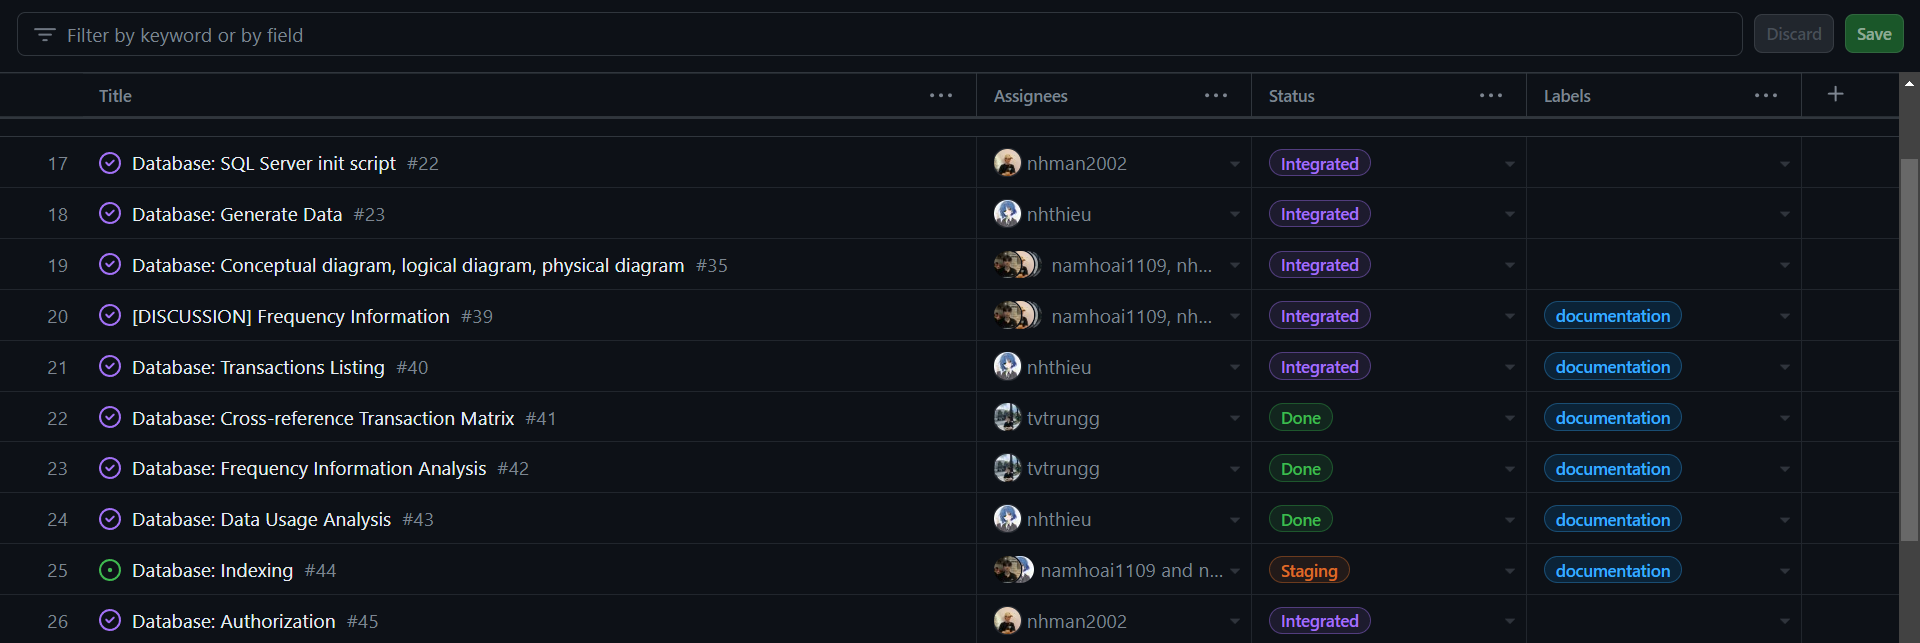 Filter by keyword or by field Discard Save
Title ... Assignees ... Status ... Labels ... +
17 Database: SQL Server init script #22 nhman2002 Integrated
18 Database: Generate Data #23 nhthieu Integrated
19 Database: Conceptual diagram, logical diagram, physical diagram #35 namhoai1109, nh... Integrated
20 [DISCUSSION] Frequency Information #39 namhoai1109, nh... Integrated documentation
21 Database: Transactions Listing #40 nhthieu Integrated documentation
22 Database: Cross-reference Transaction Matrix #41 tvtrungg Done documentation
23 Database: Frequency Information Analysis #42 tvtrungg Done documentation
24 Database: Data Usage Analysis #43 nhthieu Done documentation
25 Database: Indexing #44 namhoai1109 and n... Staging documentation
26 Database: Authorization #45 nhman2002 Integrated